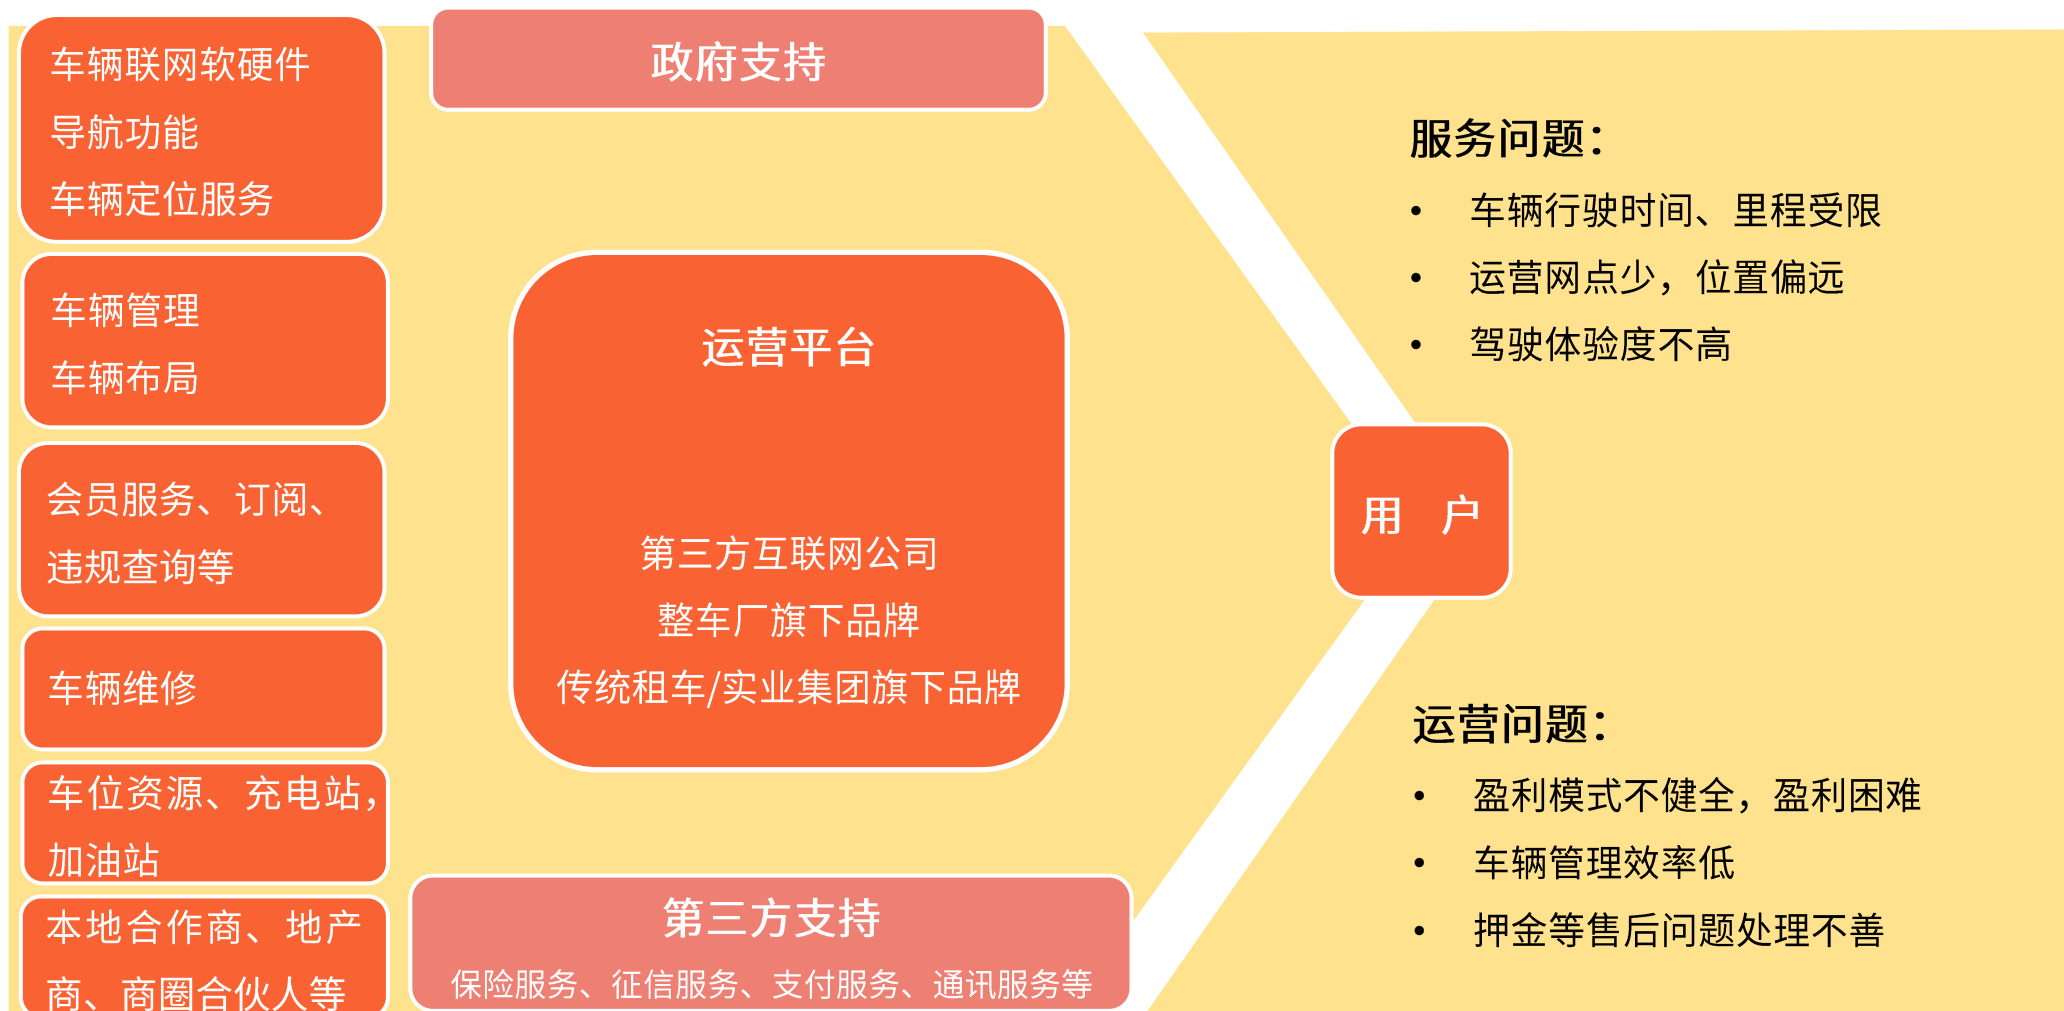 车辆联网软硬件
导航功能
车辆定位服务
车辆管理
车辆布局
会员服务、订阅、
违规查询等
车辆维修
车位资源、充电站，
加油站
本地合作商、地产
商、商圈合伙人等
政府支持
运营平台
第三方互联网公司
整车厂旗下品牌
传统租车/实业集团旗下品牌
第三方支持
保险服务、征信服务、支付服务、通讯服务等
用 户
服务问题：
• 车辆行驶时间、里程受限
• 运营网点少，位置偏远
• 驾驶体验度不高
运营问题：
• 盈利模式不健全，盈利困难
• 车辆管理效率低
• 押金等售后问题处理不善